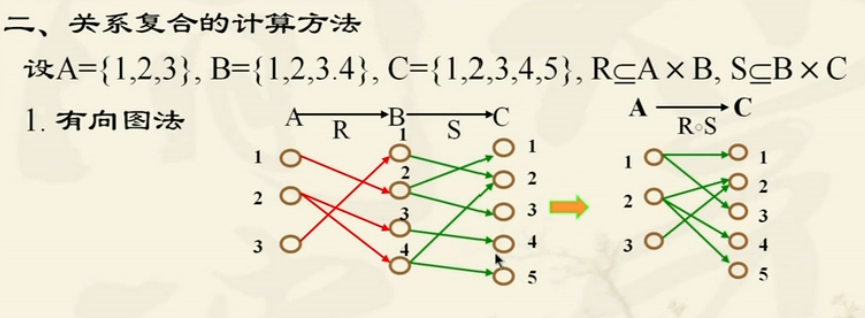 二、关系复合的计算方法
设A={1,2,3}, B={1,2,3.4}, C={1,2,3,4,5}, R⊆A×B, S⊆B×C
1. 有向图法
A B C
R S
A C
R∘S
1 1 1 1 1
2 2 2 2 2
3 3 3 3 3
4 4 4
5 5